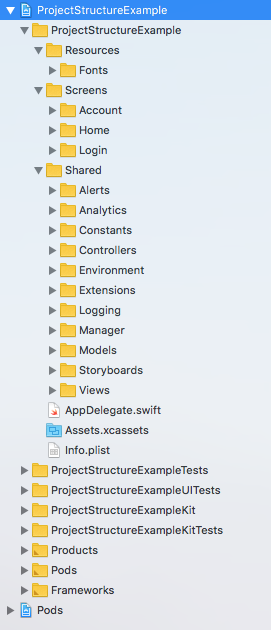 ProjectStructureExample
ProjectStructureExample
Resources
Fonts
Screens
Account
Home
Login
Shared
Alerts
Analytics
Constants
Controllers
Environment
Extensions
Logging
Manager
Models
Storyboards
Views
AppDelegate.swift
Assets.xcassets
Info.plist
ProjectStructureExampleTests
ProjectStructureExampleUITests
ProjectStructureExampleKit
ProjectStructureExampleKitTests
Products
Pods
Frameworks
Pods